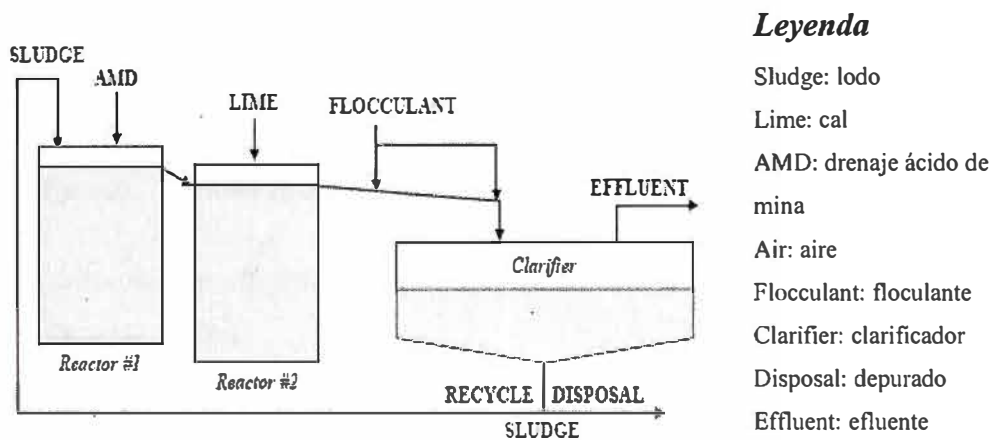 SLUDGE
AMD
LIME
FLOCCULANT
EFFLUENT
Clarifier
Reactor #1
Reactor #2
RECYCLE
DISPOSAL
SLUDGE
Leyenda
Sludge: lodo
Lime: cal
AMD: drenaje ácido de
mina
Air: aire
Flocculant: floculante
Clarifier: clarificador
Disposal: depurado
Effluent: efluente